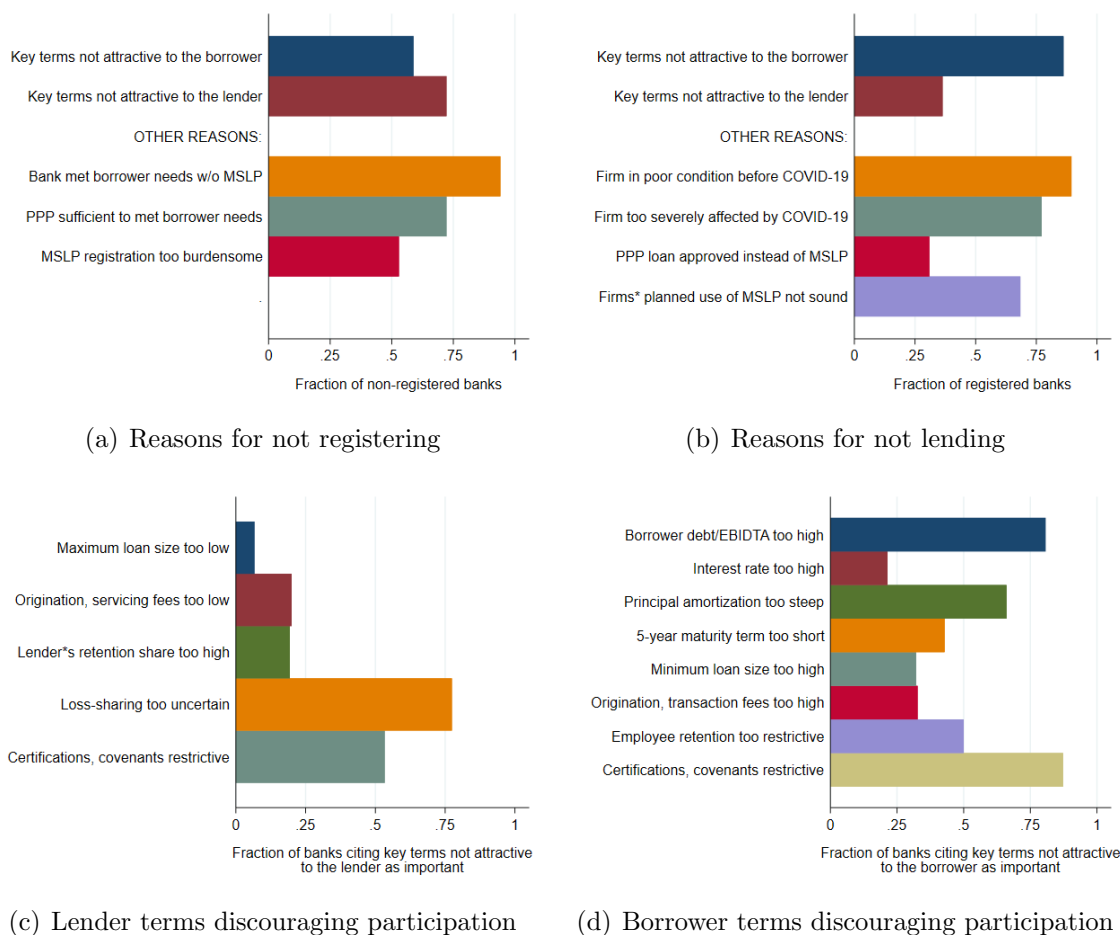 Key terms not attractive to the borrower
Key terms not attractive to the lender
OTHER REASONS:
Bank met borrower needs w/o MSLP
PPP sufficient to met borrower needs
MSLP registration too burdensome
.
0 .25 .5 .75 1
Fraction of non-registered banks
(a) Reasons for not registering
Key terms not attractive to the borrower
Key terms not attractive to the lender
OTHER REASONS:
Firm in poor condition before COVID-19
Firm too severely affected by COVID-19
PPP loan approved instead of MSLP
Firms* planned use of MSLP not sound
0 .25 .5 .75 1
Fraction of registered banks
(b) Reasons for not lending
Maximum loan size too low
Origination, servicing fees too low
Lender*s retention share too high
Loss-sharing too uncertain
Certifications, covenants restrictive
0 .25 .5 .75 1
Fraction of banks citing key terms not attractive
to the lender as important
(c) Lender terms discouraging participation
Borrower debt/EBIDTA too high
Interest rate too high
Principal amortization too steep
5-year maturity term too short
Minimum loan size too high
Origination, transaction fees too high
Employee retention too restrictive
Certifications, covenants restrictive
0 .25 .5 .75 1
Fraction of banks citing key terms not attractive
to the borrower as important
(d) Borrower terms discouraging participation